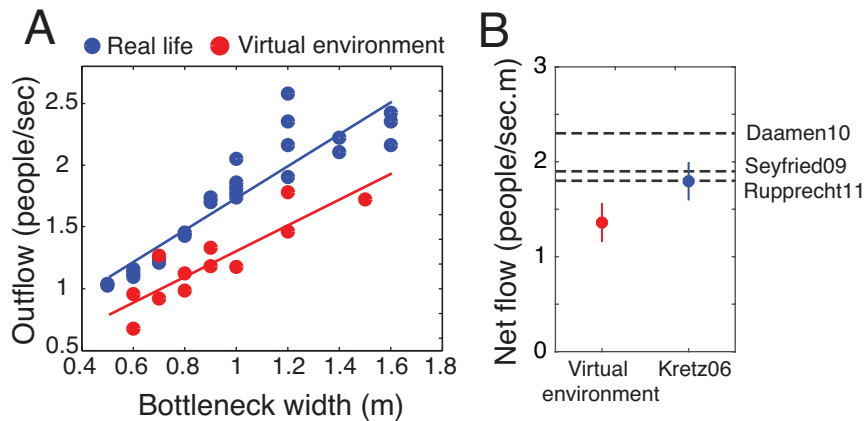 A
Real life
Virtual environment
Outflow (people/sec)
2.5
2
1.5
1
0.5
0.4
0.6
0.8
1
1.2
1.4
1.6
1.8
Bottleneck width (m)
B
Net flow (people/sec.m)
3
2
1
0
Daamen10
Seyfried09
Rupprecht11
Virtual
environment
Kretz06